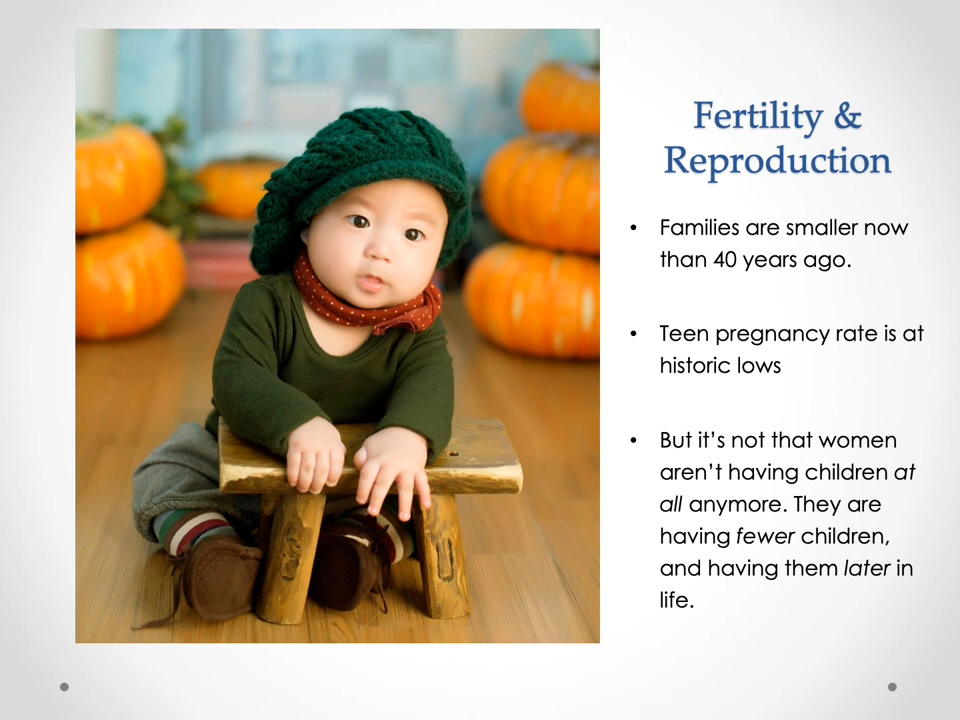 Fertility &
Reproduction
• Families are smaller now
than 40 years ago.
• Teen pregnancy rate is at
historic lows
• But it’s not that women
aren’t having children at
all anymore. They are
having fewer children,
and having them later in
life.